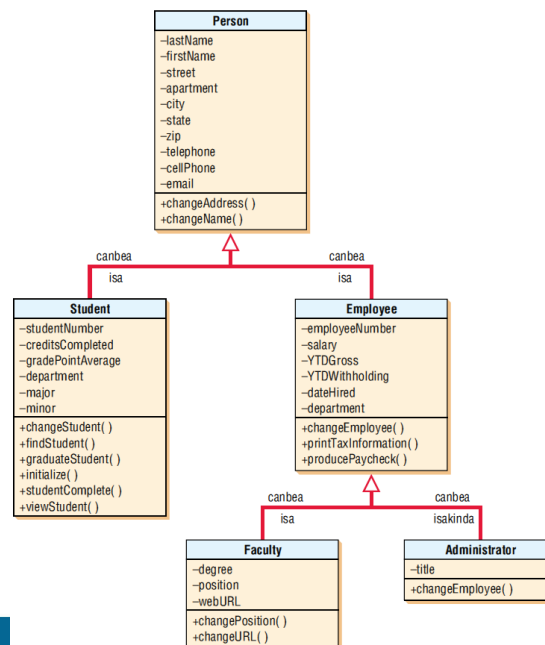 Person
–lastName
–firstName
–street
–apartment
–city
–state
–zip
–telephone
–cellPhone
–email
+changeAddress( )
+changeName( )
canbea
isa
canbea
isa
Student
–studentNumber
–creditsCompleted
–gradePointAverage
–department
–major
–minor
+changeStudent( )
+findStudent( )
+graduateStudent( )
+initialize( )
+studentComplete( )
+viewStudent( )
Employee
–employeeNumber
–salary
–YTDGross
–YTDWithholding
–dateHired
–department
+changeEmployee( )
+printTaxInformation( )
+producePaycheck( )
canbea
isa
canbea
isakinda
Faculty
–degree
–position
–webURL
+changePosition( )
+changeURL( )
Administrator
–title
+changeEmployee( )